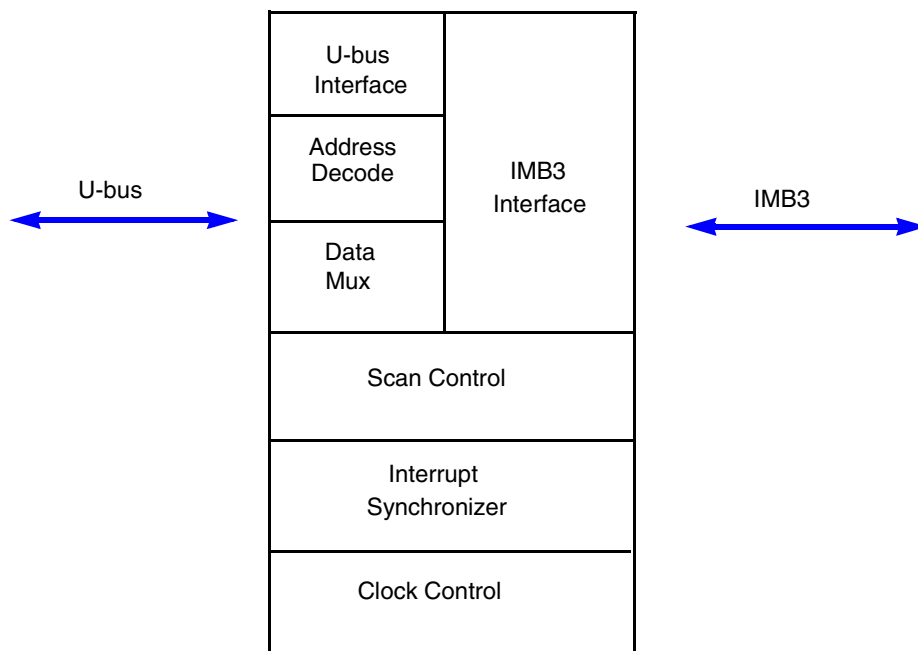 U-bus
Interface
Address
Decode
Data
Mux
IMB3
Interface
U-bus
IMB3
Scan Control
Interrupt
Synchronizer
Clock Control